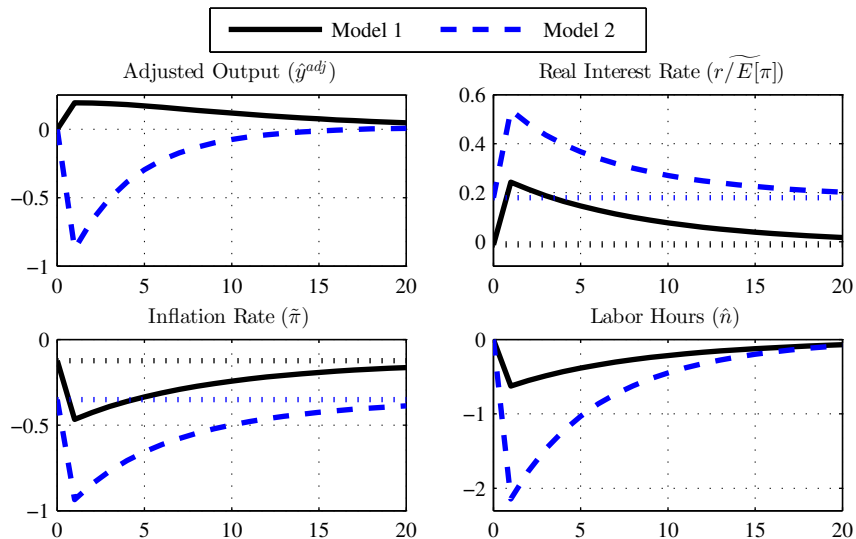 Model 1 Model 2
Adjusted Output (ŷ^{adj})
0
−0.5
−1
0 5 10 15 20
Real Interest Rate (r/\widetilde{E[π]})
0.6
0.4
0.2
0
0 5 10 15 20
Inflation Rate (π̃)
0
−0.5
−1
0 5 10 15 20
Labor Hours (n̂)
0
−1
−2
0 5 10 15 20